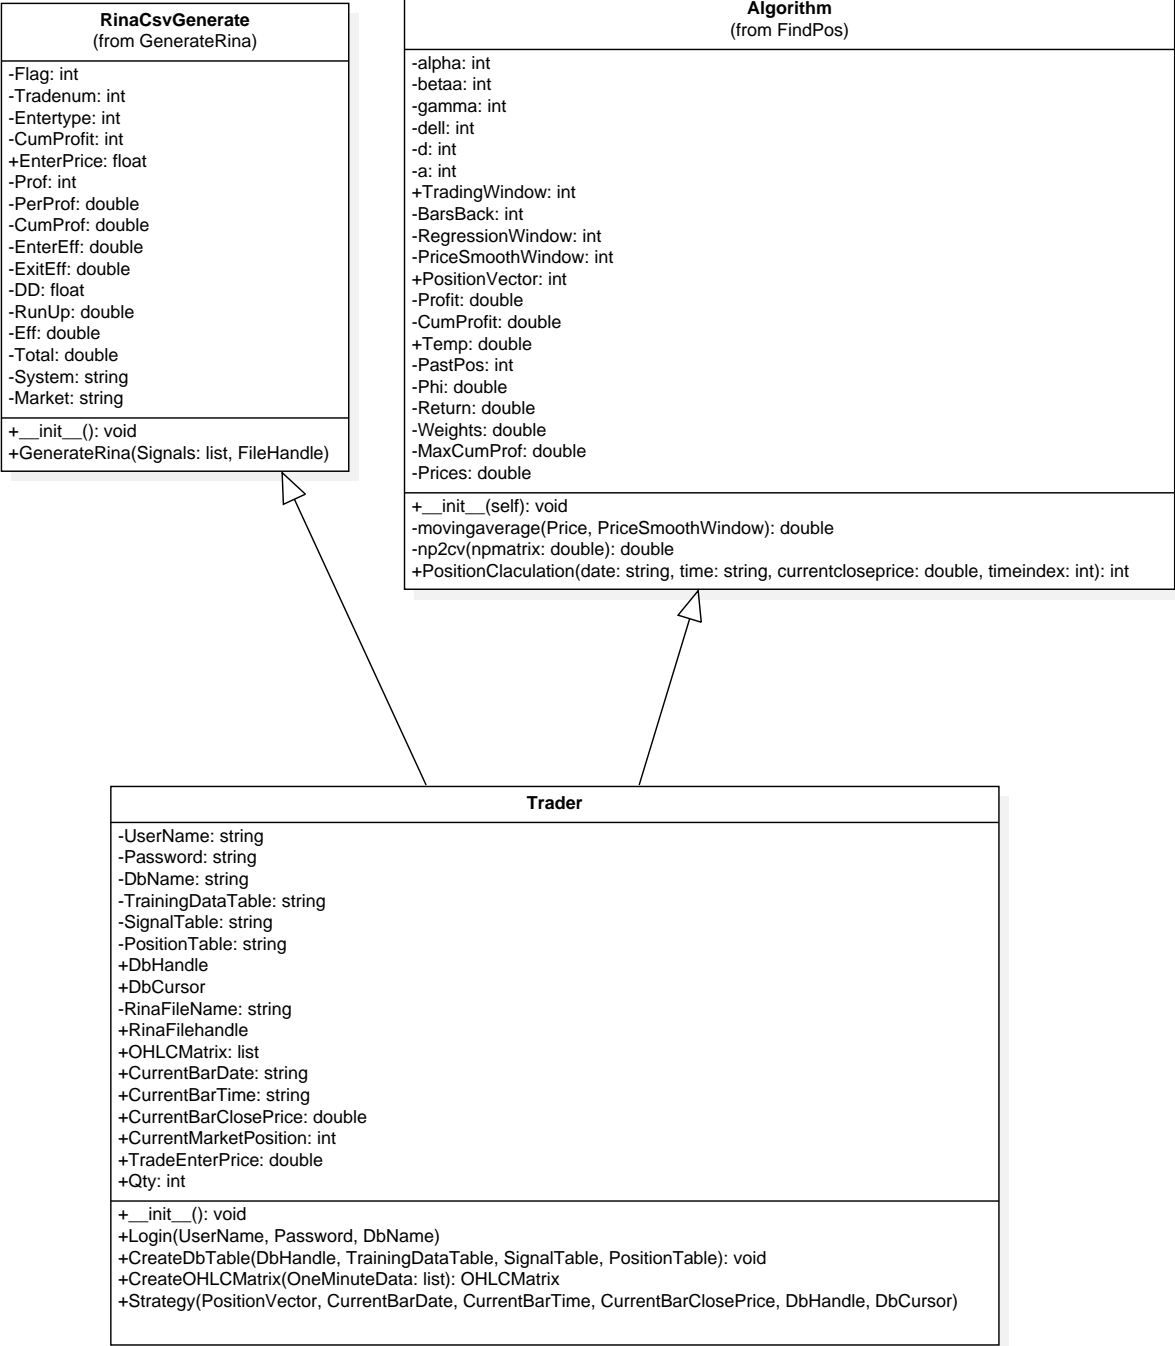 RinaCsvGenerate
(from GenerateRina)
-Flag: int
-Tradenum: int
-Entertype: int
-CumProfit: int
+EnterPrice: float
-Prof: int
-PerProf: double
-CumProf: double
-EnterEff: double
-ExitEff: double
-DD: float
-RunUp: double
-Eff: double
-Total: double
-System: string
-Market: string
+__init__(): void
+GenerateRina(Signals: list, FileHandle)
Algorithm
(from FindPos)
-alpha: int
-betaa: int
-gamma: int
-dell: int
-d: int
-a: int
+TradingWindow: int
-BarsBack: int
-RegressionWindow: int
-PriceSmoothWindow: int
+PositionVector: int
-Profit: double
-CumProfit: double
+Temp: double
-PastPos: int
-Phi: double
-Return: double
-Weights: double
-MaxCumProf: double
-Prices: double
+__init__(self): void
-movingaverage(Price, PriceSmoothWindow): double
-np2cv(npmatrix: double): double
+PositionClaculation(date: string, time: string, currentcloseprice: double, timeindex: int): int
Trader
-UserName: string
-Password: string
-DbName: string
-TrainingDataTable: string
-SignalTable: string
-PositionTable: string
+DbHandle
+DbCursor
-RinaFileName: string
+RinaFilehandle
+OHLCMatrix: list
+CurrentBarDate: string
+CurrentBarTime: string
+CurrentBarClosePrice: double
+CurrentMarketPosition: int
+TradeEnterPrice: double
+Qty: int
+__init__(): void
+Login(UserName, Password, DbName)
+CreateDbTable(DbHandle, TrainingDataTable, SignalTable, PositionTable): void
+CreateOHLCMatrix(OneMinuteData: list): OHLCMatrix
+Strategy(PositionVector, CurrentBarDate, CurrentBarTime, CurrentBarClosePrice, DbHandle, DbCursor)